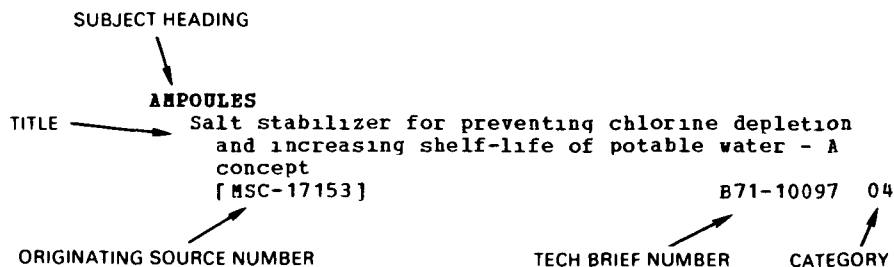 SUBJECT HEADING
AMPOULES
TITLE Salt stabilizer for preventing chlorine depletion
and increasing shelf-life of potable water - A
concept
[MSC-17153] B71-10097 04
ORIGINATING SOURCE NUMBER TECH BRIEF NUMBER CATEGORY